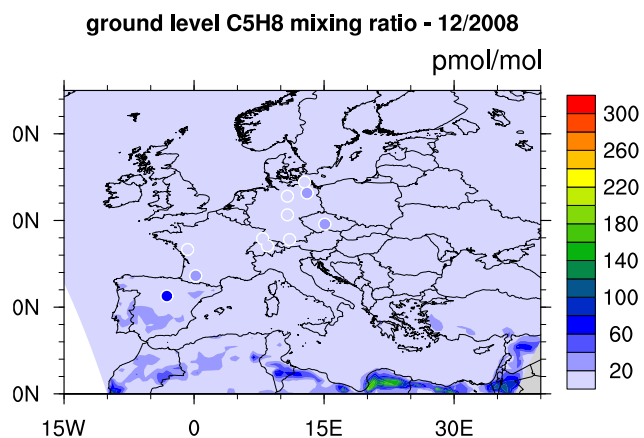 ground level C5H8 mixing ratio - 12/2008
pmol/mol
0N
0N
0N
0N
15W 0 15E 30E
300
260
220
180
140
100
60
20